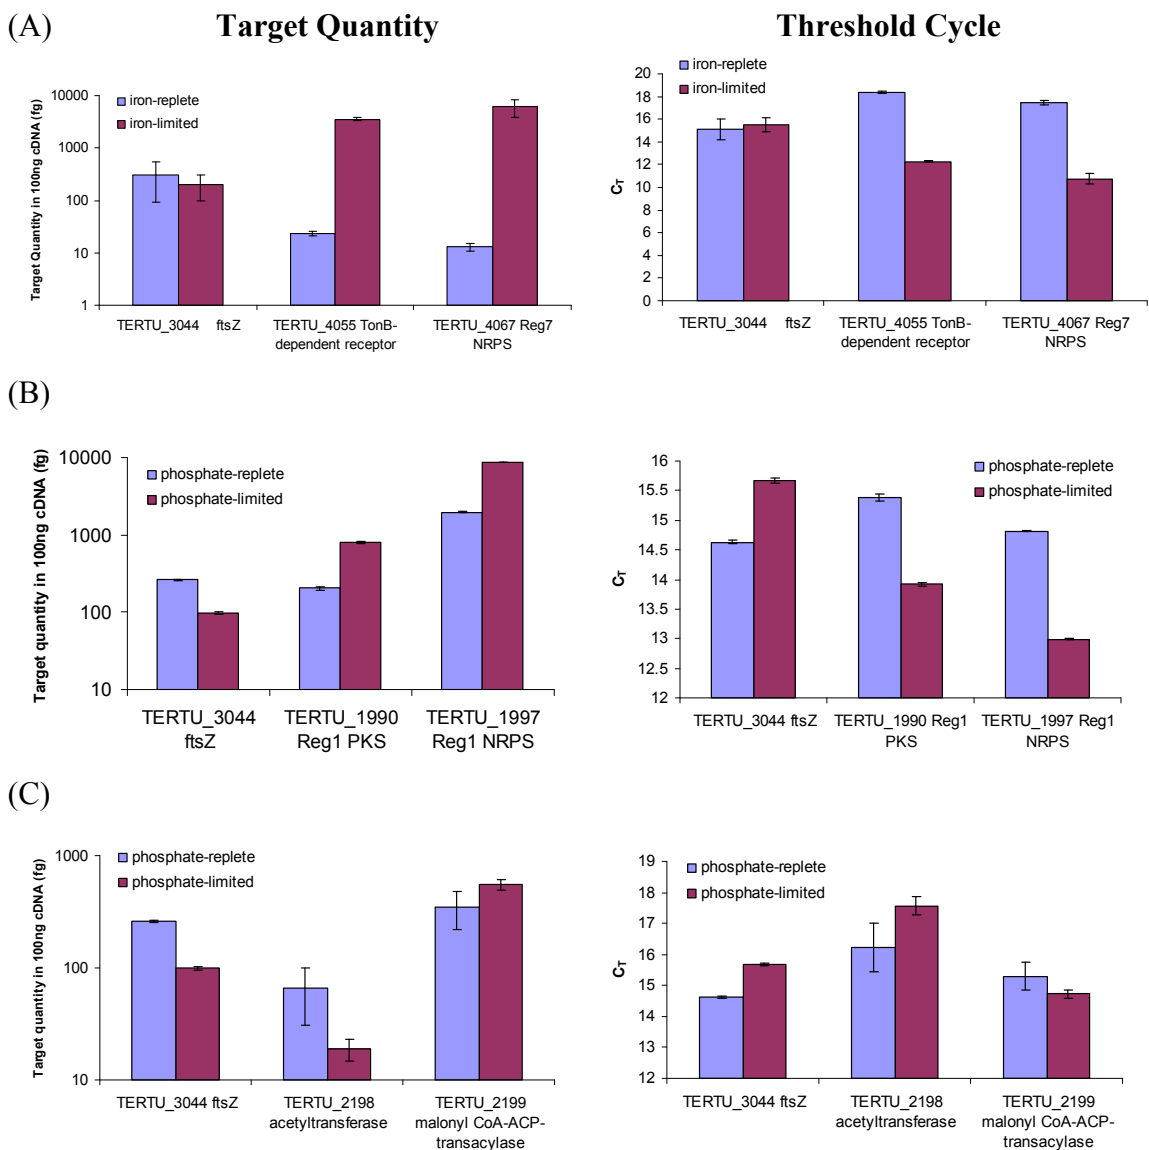 (A)
Target Quantity
Threshold Cycle
Target Quantity in 100ng cDNA (fg)
10000
1000
100
10
1
iron-replete
iron-limited
TERTU_3044 ftsZ
TERTU_4055 TonB-
dependent receptor
TERTU_4067 Reg7
NRPS
CT
20
18
16
14
12
10
8
6
4
2
0
iron-replete
iron-limited
TERTU_3044 ftsZ
TERTU_4055 TonB-
dependent receptor
TERTU_4067 Reg7
NRPS
(B)
Target quantity in 100ng cDNA (fg)
10000
1000
100
10
phosphate-replete
phosphate-limited
TERTU_3044
ftsZ
TERTU_1990
Reg1 PKS
TERTU_1997
Reg1 NRPS
CT
16
15.5
15
14.5
14
13.5
13
12.5
12
phosphate-replete
phosphate-limited
TERTU_3044 ftsZ
TERTU_1990 Reg1
PKS
TERTU_1997 Reg1
NRPS
(C)
Target quantity in 100ng cDNA (fg)
1000
100
10
phosphate-replete
phosphate-limited
TERTU_3044 ftsZ
TERTU_2198
acetyltransferase
TERTU_2199
malonyl CoA-ACP-
transacylase
CT
19
18
17
16
15
14
13
12
phosphate-replete
phosphate-limited
TERTU_3044 ftsZ
TERTU_2198
acetyltransferase
TERTU_2199
malonyl CoA-ACP-
transacylase